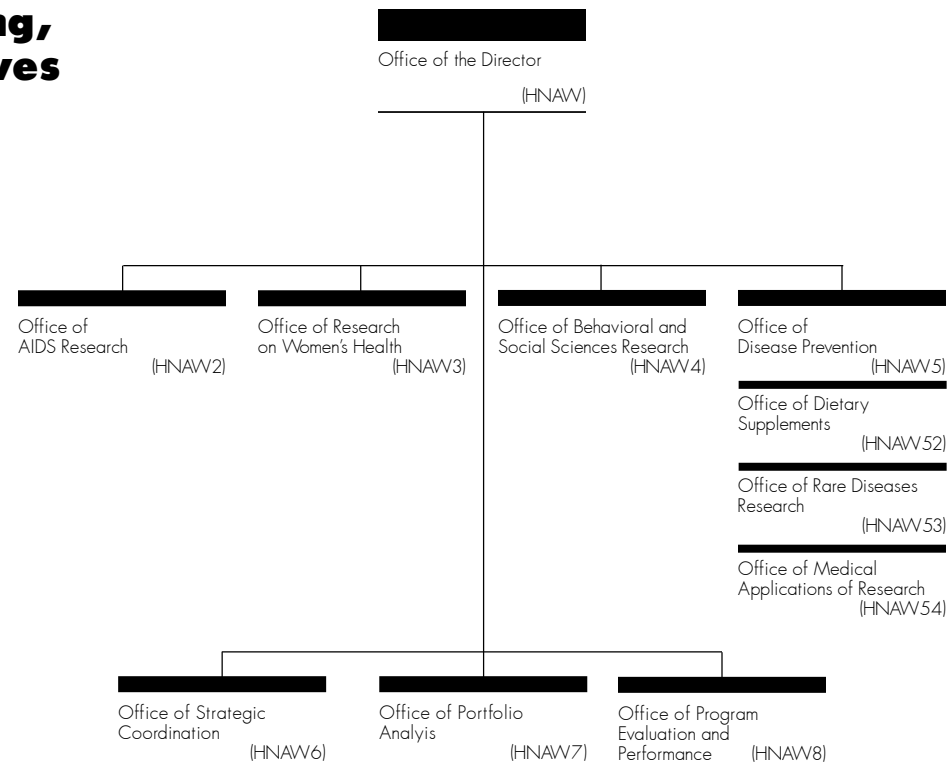 Office of the Director
(HNAW)
Office of
AIDS Research
(HNAW2)
Office of Research
on Women's Health
(HNAW3)
Office of Behavioral and
Social Sciences Research
(HNAW4)
Office of
Disease Prevention
(HNAW5)
Office of Dietary
Supplements
(HNAW52)
Office of Rare Diseases
Research
(HNAW53)
Office of Medical
Applications of Research
(HNAW54)
Office of Strategic
Coordination
(HNAW6)
Office of Portfolio
Analyis
(HNAW7)
Office of Program
Evaluation and
Performance (HNAW8)